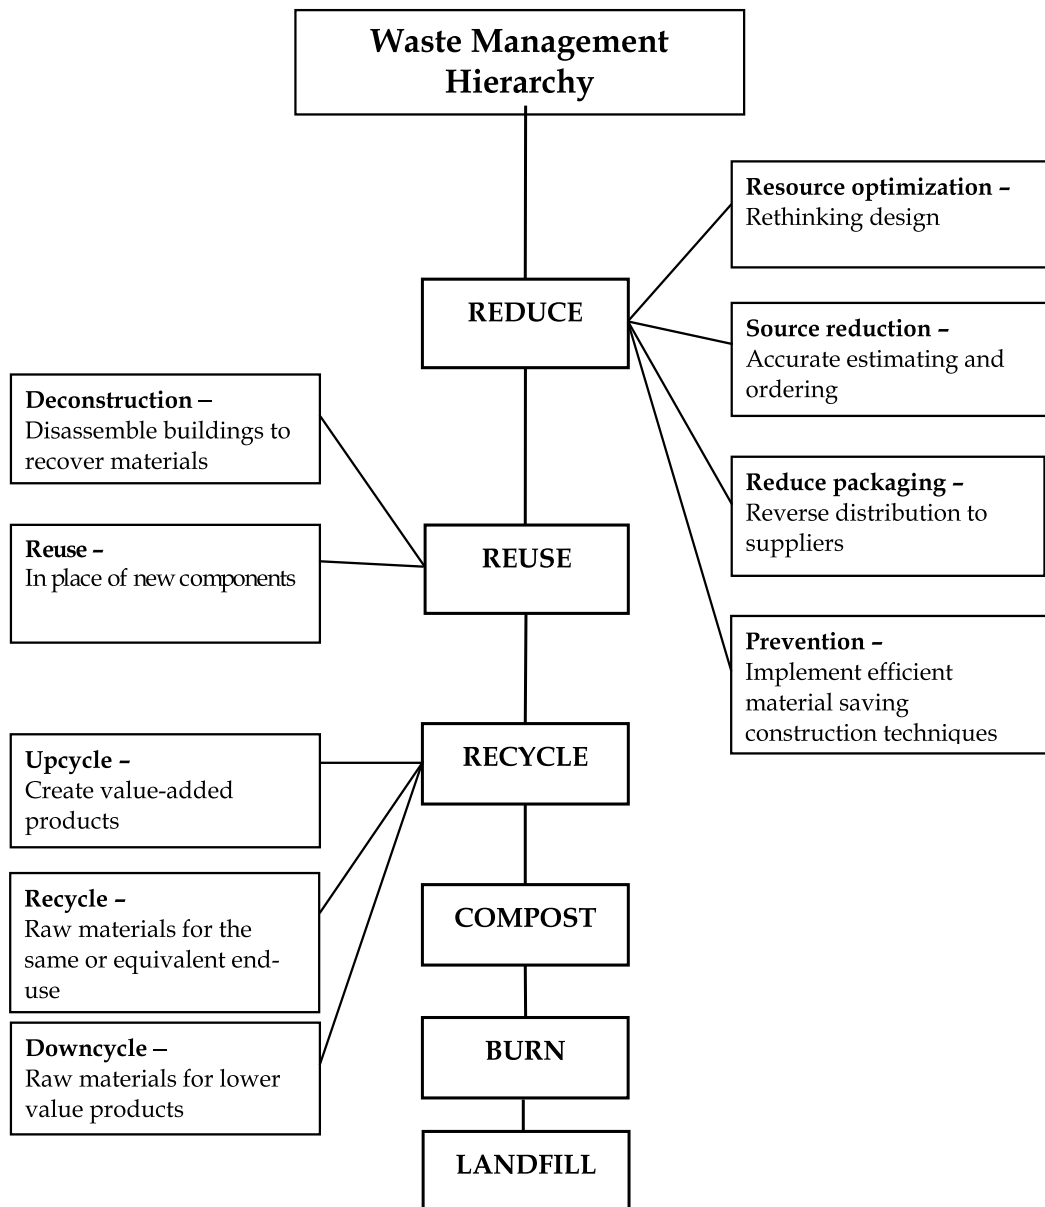 Waste Management
Hierarchy
Resource optimization –
Rethinking design
REDUCE
Source reduction –
Accurate estimating and
ordering
Deconstruction –
Disassemble buildings to
recover materials
Reduce packaging –
Reverse distribution to
suppliers
Reuse –
In place of new components
REUSE
Prevention –
Implement efficient
material saving
construction techniques
RECYCLE
Upcycle –
Create value-added
products
Recycle –
Raw materials for the
same or equivalent end-
use
COMPOST
Downcycle –
Raw materials for lower
value products
BURN
LANDFILL